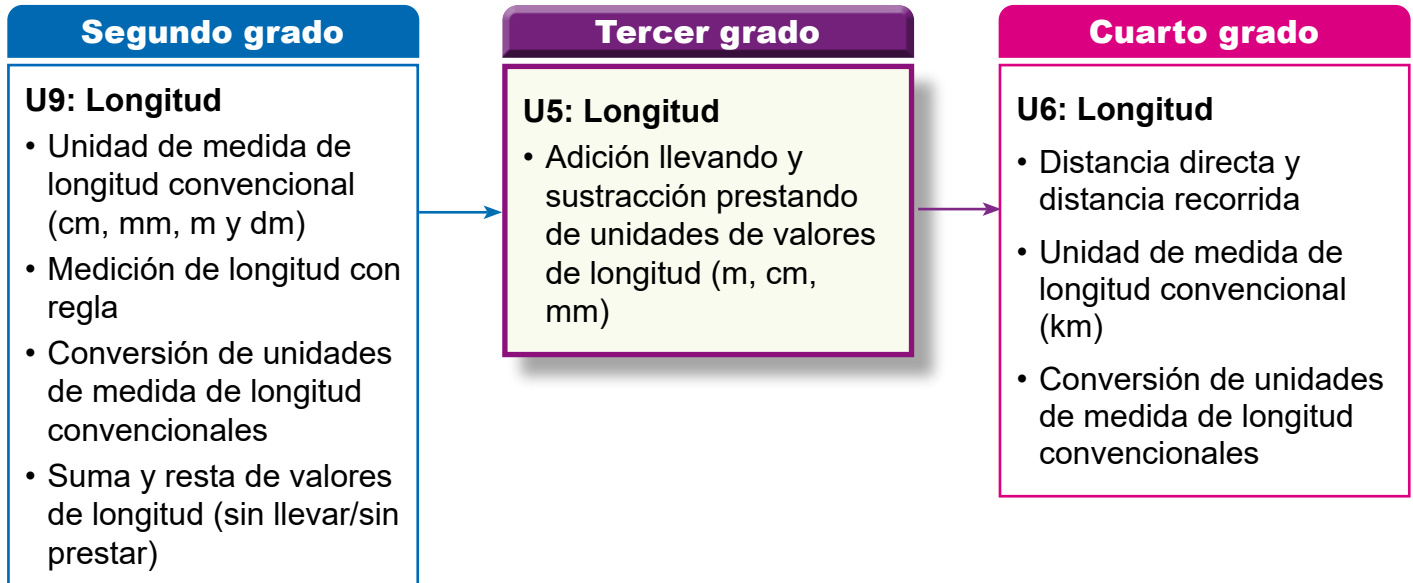 Segundo grado
U9: Longitud
• Unidad de medida de
longitud convencional
(cm, mm, m y dm)
• Medición de longitud con
regla
• Conversión de unidades
de medida de longitud
convencionales
• Suma y resta de valores
de longitud (sin llevar/sin
prestar)
Tercer grado
U5: Longitud
• Adición llevando y
sustracción prestando
de unidades de valores
de longitud (m, cm,
mm)
Cuarto grado
U6: Longitud
• Distancia directa y
distancia recorrida
• Unidad de medida de
longitud convencional
(km)
• Conversión de unidades
de medida de longitud
convencionales